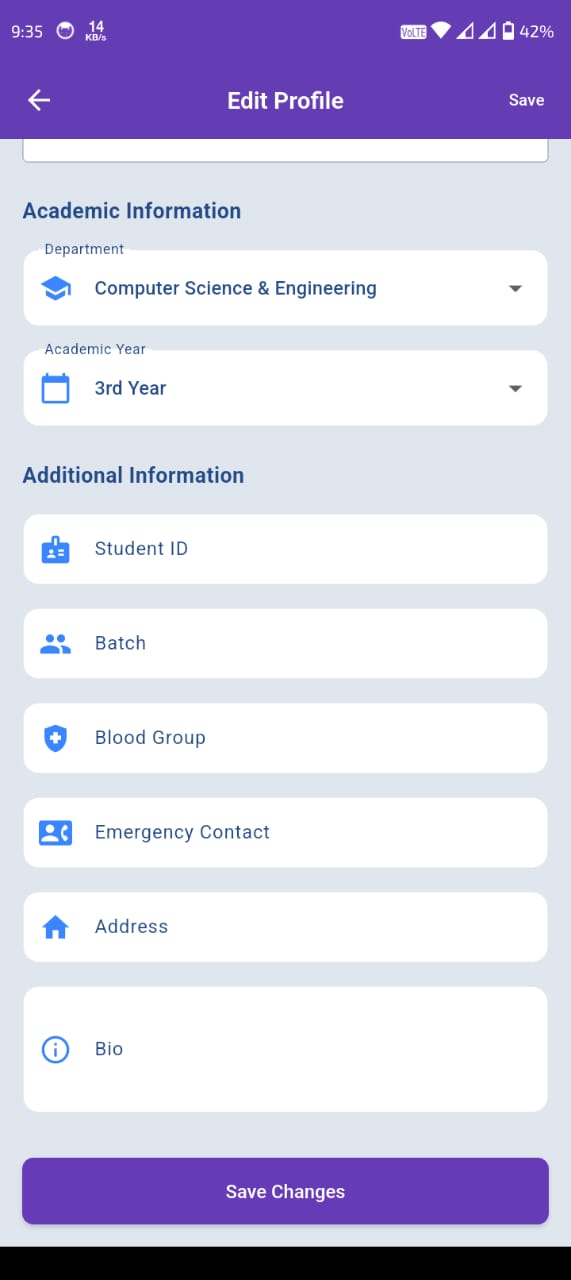 9:35 14 KB/s VoLTE 42%
Edit Profile Save
Academic Information
Department
Computer Science & Engineering
Academic Year
3rd Year
Additional Information
Student ID
Batch
Blood Group
Emergency Contact
Address
Bio
Save Changes